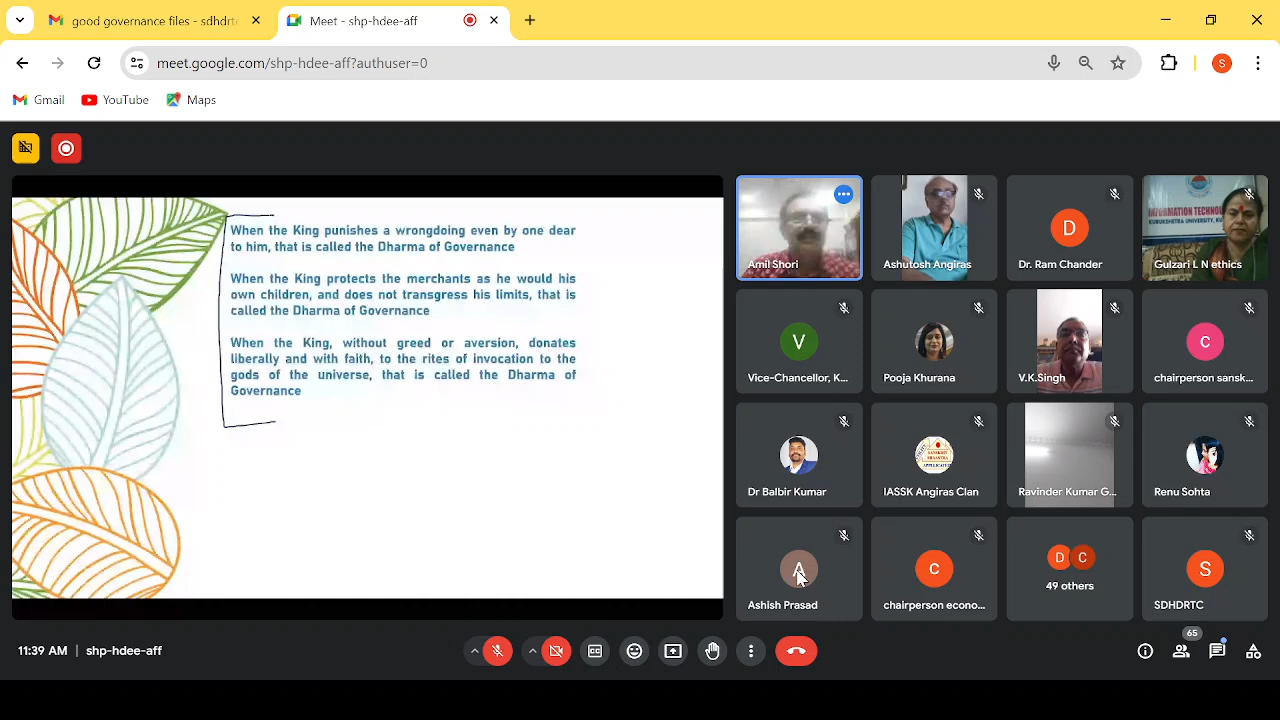 good governance files - sdhdrt
Meet - shp-hdee-aff
meet.google.com/shp-hdee-aff?authuser=0
S
Gmail
YouTube
Maps
When the King punishes a wrongdoing even by one dear
to him, that is called the Dharma of Governance
When the King protects the merchants as he would his
own children, and does not transgress his limits, that is
called the Dharma of Governance
When the King, without greed or aversion, donates
liberally and with faith, to the rites of invocation to the
gods of the universe, that is called the Dharma of
Governance
Amil Shori
Ashutosh Angiras
D
Dr. Ram Chander
INFORMATION TECHNO
KURUKSHETRA UNIVERSITY, KU
Gulzari L N ethics
V
Vice-Chancellor, K...
Pooja Khurana
V.K.Singh
c
chairperson sansk...
Dr Balbir Kumar
IASSK Angiras Clan
Ravinder Kumar G...
Renu Sohta
A
Ashish Prasad
c
chairperson econo...
D C
49 others
S
SDHDRTC
11:39 AM | shp-hdee-aff
65